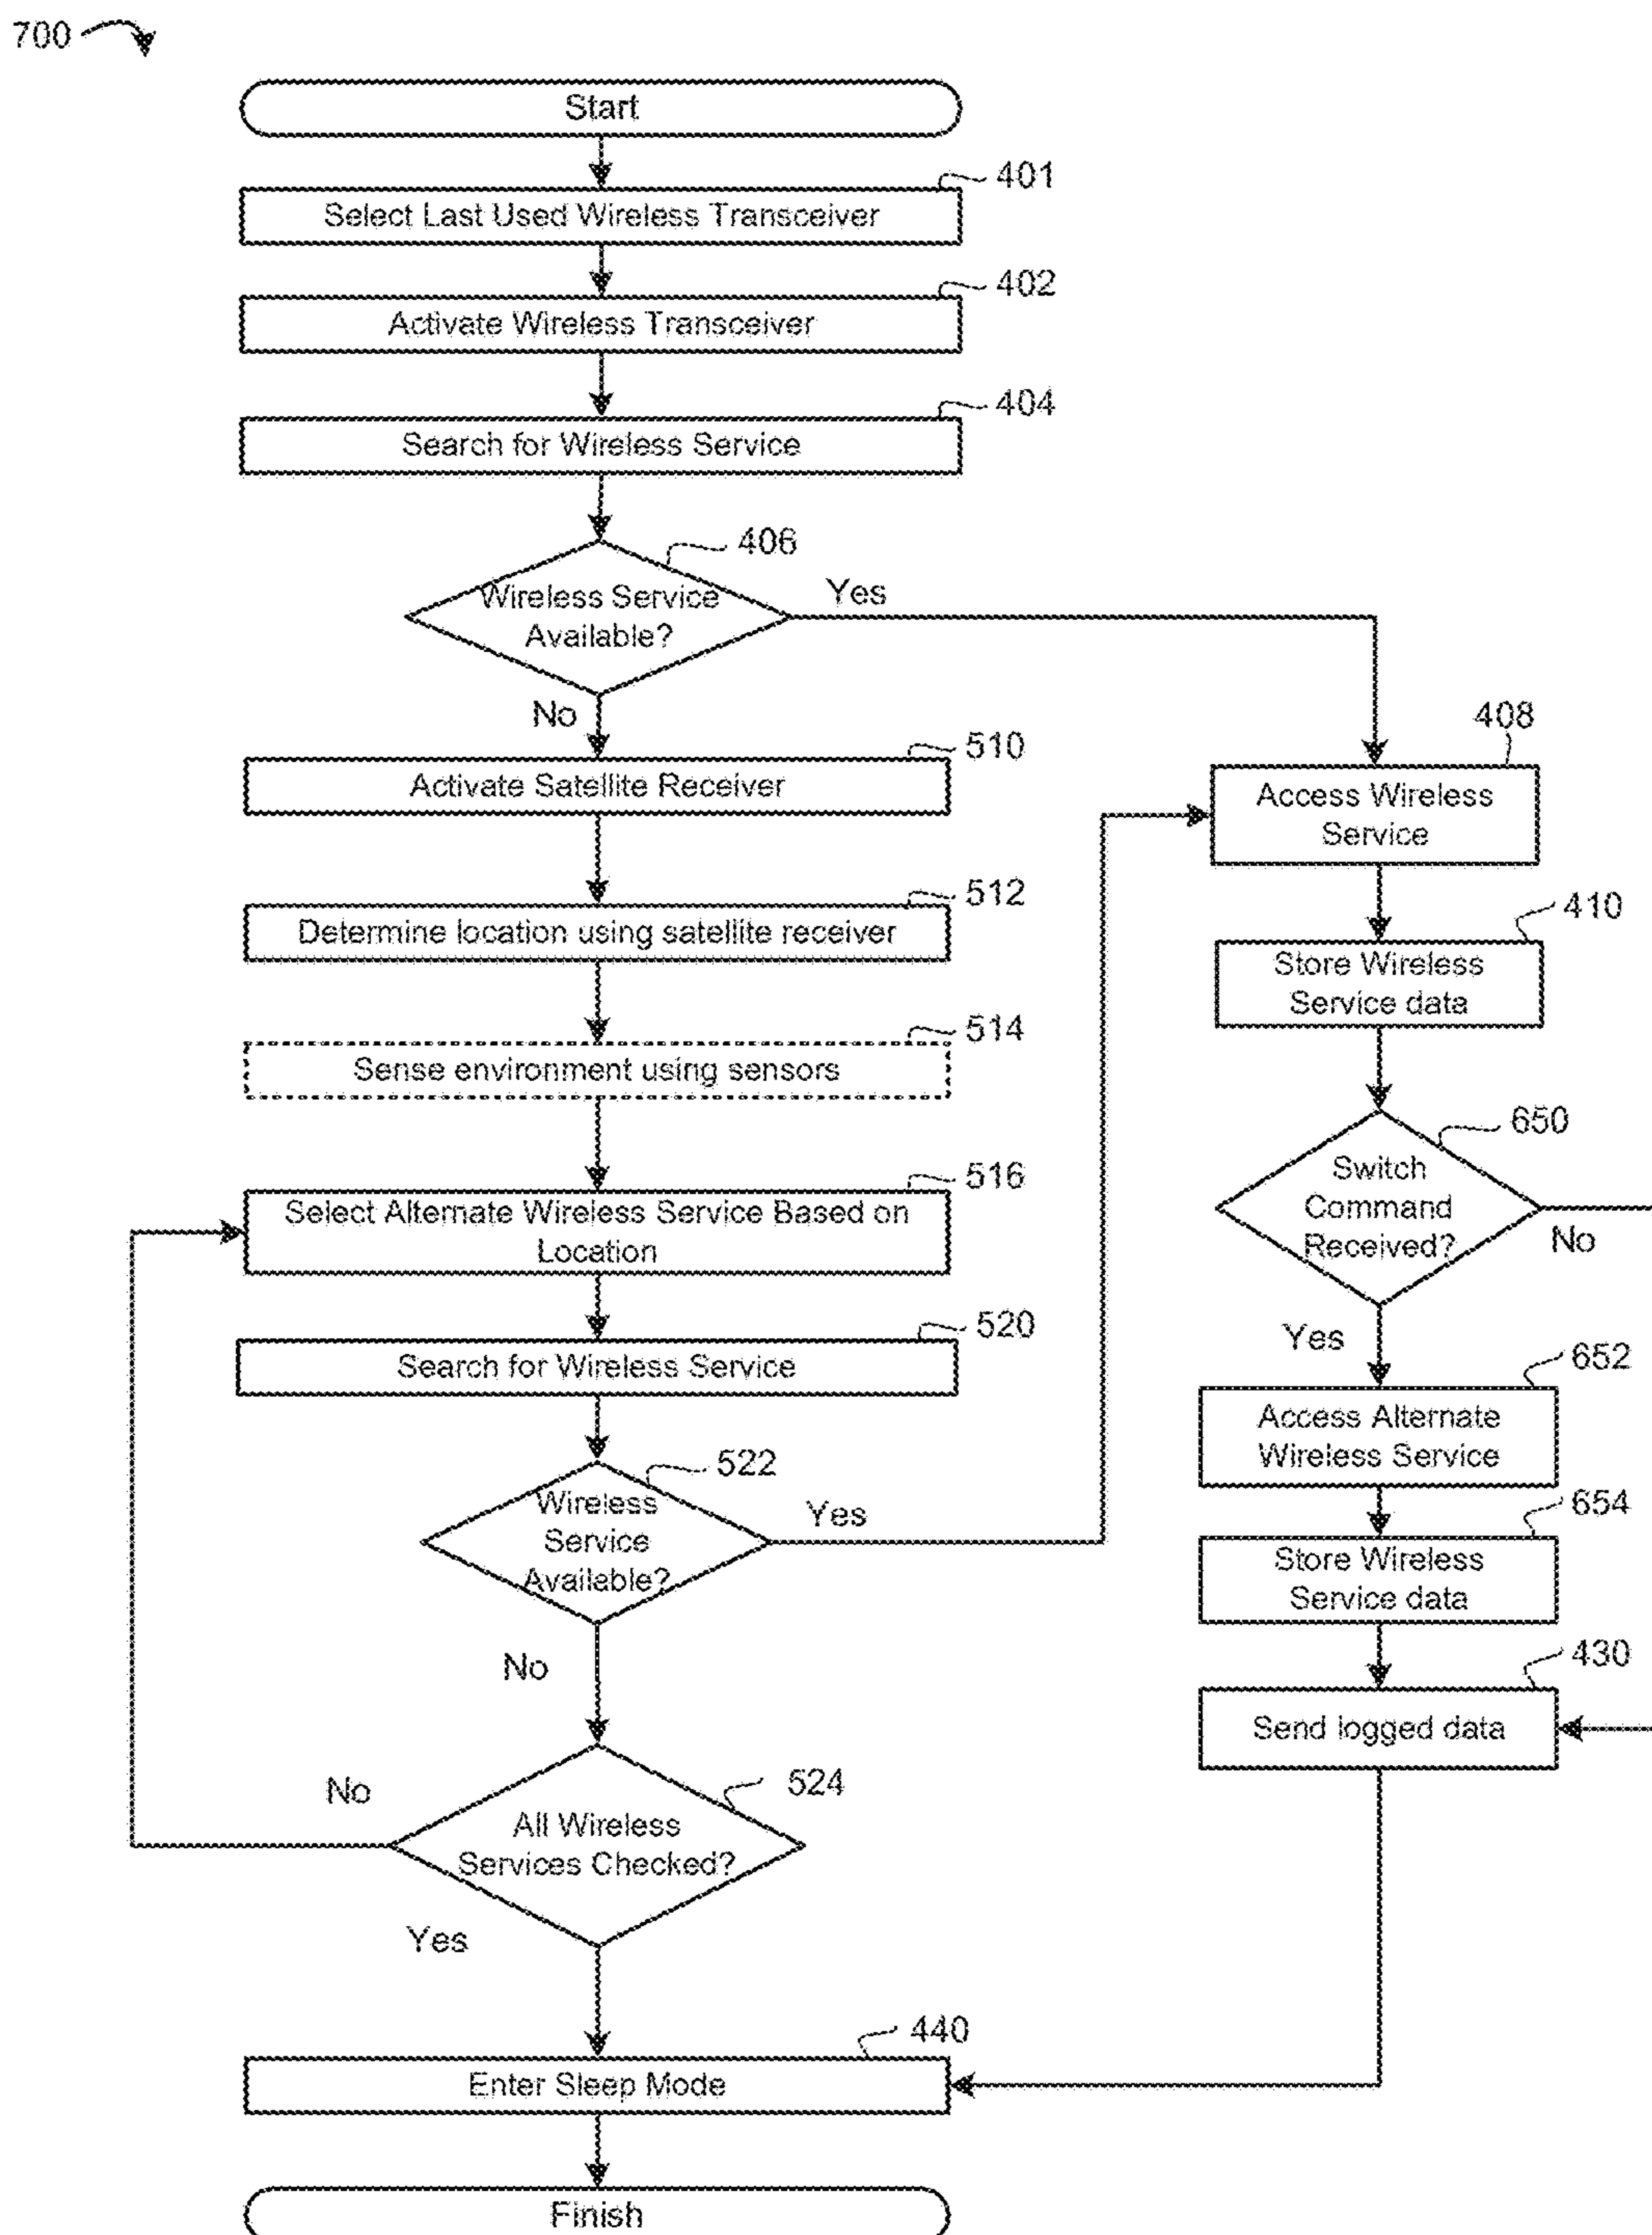 700
Start
401
Select Last Used Wireless Transceiver
402
Activate Wireless Transceiver
404
Search for Wireless Service
406
Wireless Service
Available?
Yes
No
510
Activate Satellite Receiver
512
Determine location using satellite receiver
514
Sense environment using sensors
516
Select Alternate Wireless Service Based on
Location
520
Search for Wireless Service
522
Wireless
Service
Available?
Yes
No
524
All Wireless
Services Checked?
No
Yes
408
Access Wireless
Service
410
Store Wireless
Service data
650
Switch
Command
Received?
No
Yes
652
Access Alternate
Wireless Service
654
Store Wireless
Service data
430
Send logged data
440
Enter Sleep Mode
Finish